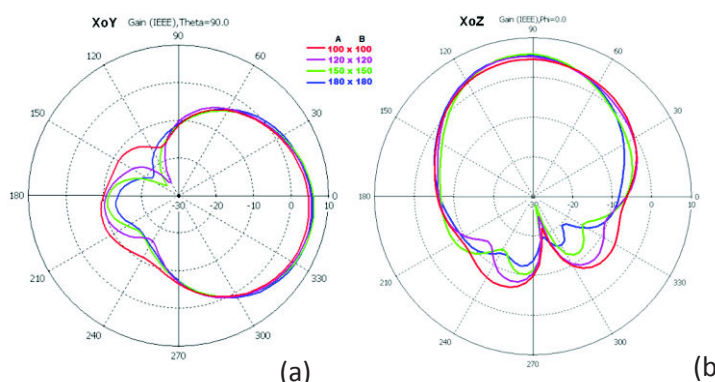 XoY Gain (IEEE),Theta=90.0
90
120
60
150
30
180
-30 -20 -10 0 10 0
210
330
240
300
270
(a)
A B
100 x 100
120 x 120
150 x 150
180 x 180
XoZ Gain (IEEE),Phi=0.0
90
120
60
150
30
180
-30 -20 -10 0 10 0
210
330
240
300
270
(b